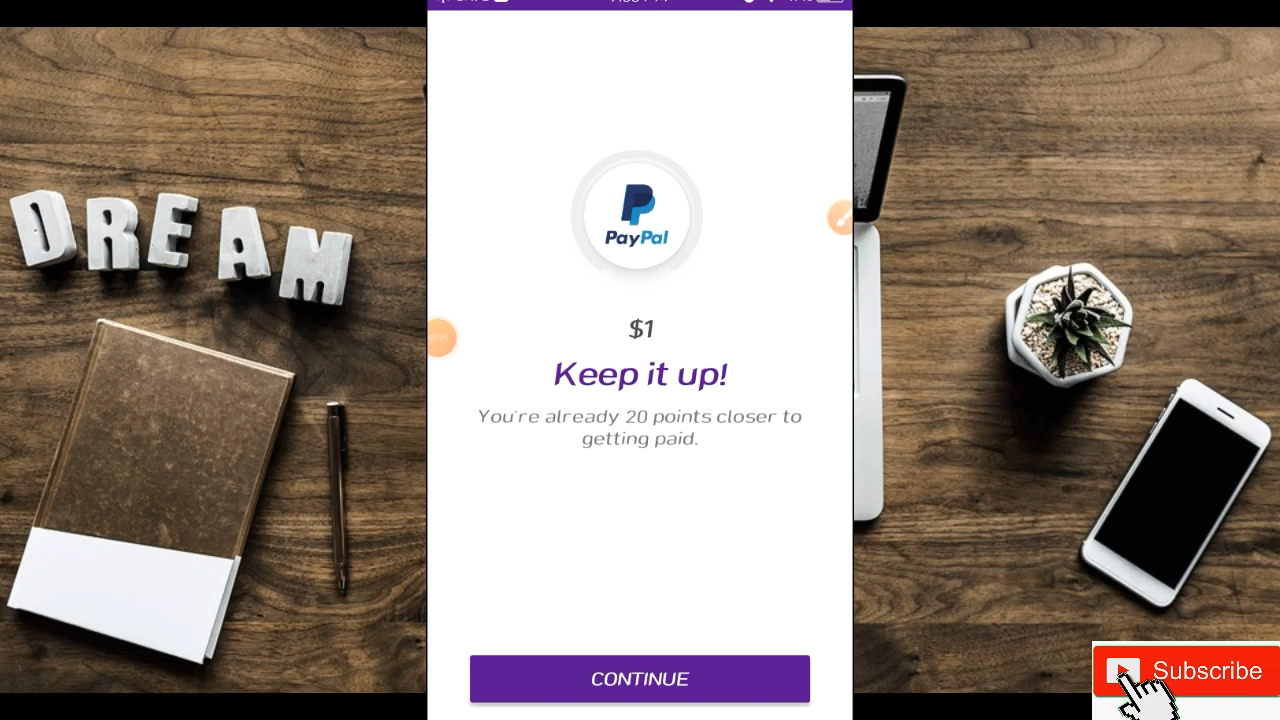 DREAM
PayPal
$1
Keep it up!
You're already 20 points closer to
getting paid.
CONTINUE
Subscribe